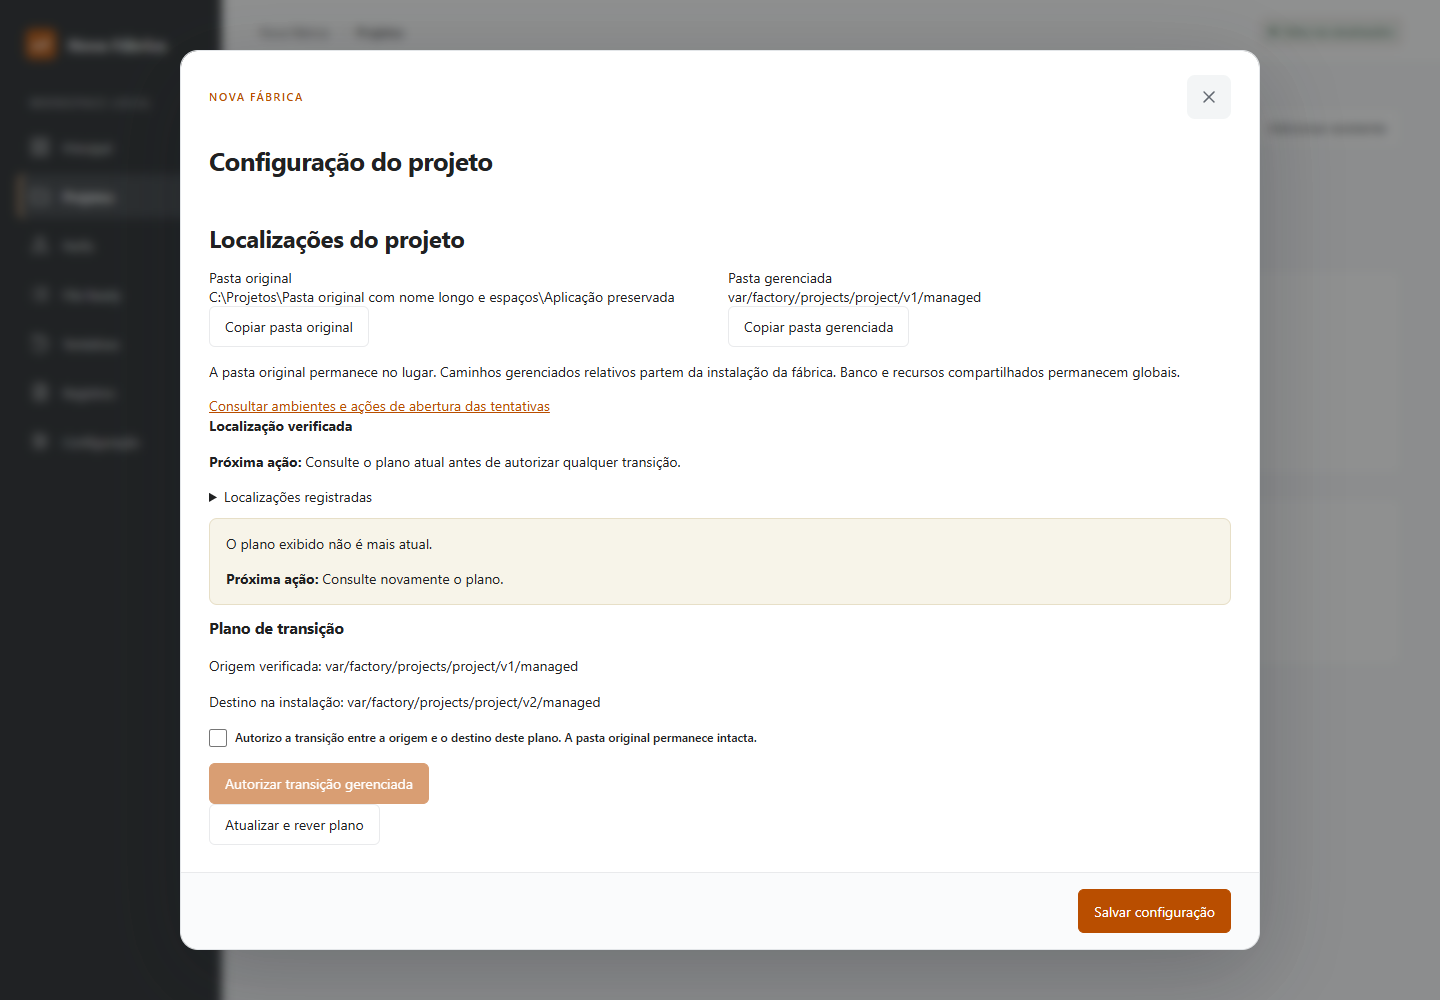 NOVA FÁBRICA
Configuração do projeto
Localizações do projeto
Pasta original
C:\Projetos\Pasta original com nome longo e espaços\Aplicação preservada
Copiar pasta original
Pasta gerenciada
var/factory/projects/project/v1/managed
Copiar pasta gerenciada
A pasta original permanece no lugar. Caminhos gerenciados relativos partem da instalação da fábrica. Banco e recursos compartilhados permanecem globais.
Consultar ambientes e ações de abertura das tentativas
Localização verificada
Próxima ação: Consulte o plano atual antes de autorizar qualquer transição.
Localizações registradas
O plano exibido não é mais atual.
Próxima ação: Consulte novamente o plano.
Plano de transição
Origem verificada: var/factory/projects/project/v1/managed
Destino na instalação: var/factory/projects/project/v2/managed
Autorizo a transição entre a origem e o destino deste plano. A pasta original permanece intacta.
Autorizar transição gerenciada
Atualizar e rever plano
Salvar configuração